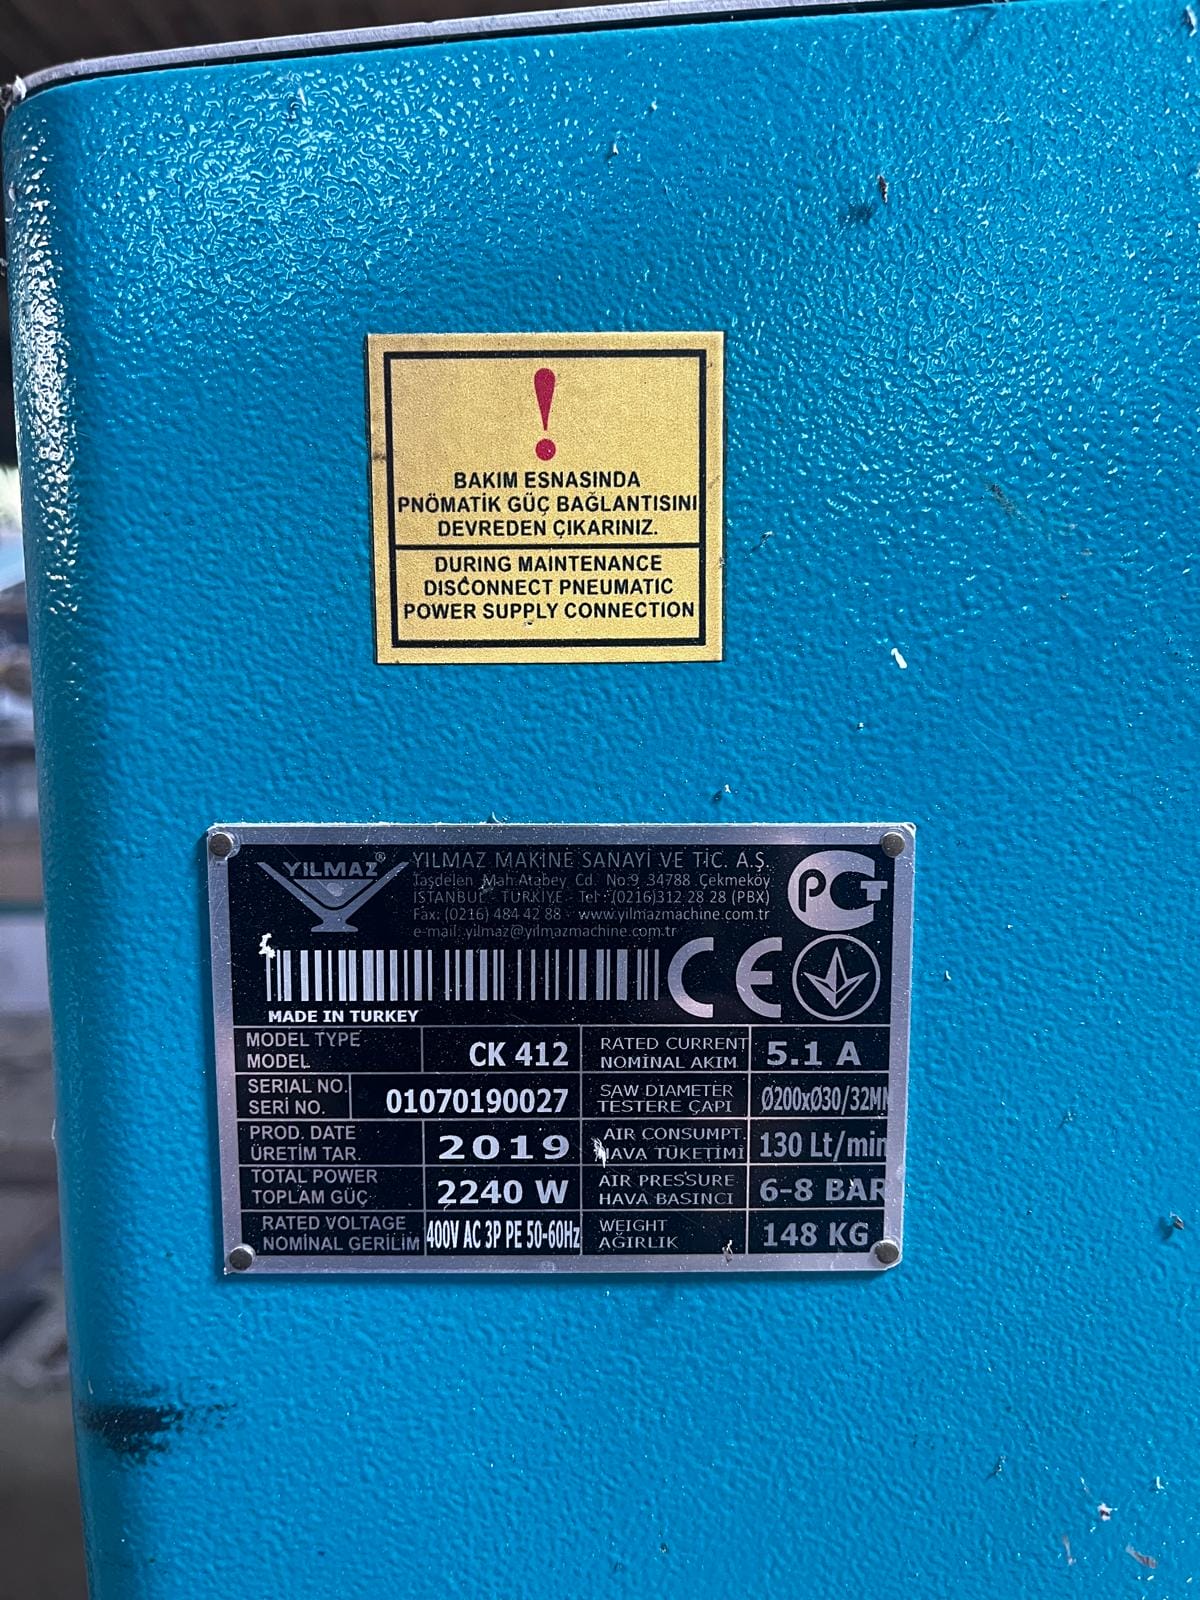 !
BAKIM ESNASINDA
PNÖMATİK GÜÇ BAĞLANTISINI
DEVREDEN ÇIKARINIZ.
DURING MAINTENANCE
DISCONNECT PNEUMATIC
POWER SUPPLY CONNECTION
YILMAZ®
YILMAZ MAKİNE SANAYİ VE TİC. A.Ş.
Taşdelen Mah.Atabey Cd. No:9 34788 Çekmeköy
İSTANBUL - TÜRKİYE - Tel :(0216)312 28 28 (PBX)
Fax: (0216) 484 42 88 - www.yilmazmachine.com.tr
e-mail: yilmaz@yilmazmachine.com.tr
PCT
CE
MADE IN TURKEY
MODEL TYPE
MODEL
CK 412
RATED CURRENT
NOMİNAL AKIM
5.1 A
SERIAL NO.
SERİ NO.
01070190027
SAW DIAMETER
TESTERE ÇAPI
Ø200xØ30/32MM
PROD. DATE
ÜRETİM TAR.
2019
AIR CONSUMPT.
HAVA TÜKETİMİ
130 Lt/min
TOTAL POWER
TOPLAM GÜÇ
2240 W
AIR PRESSURE
HAVA BASINCI
6-8 BAR
RATED VOLTAGE
NOMİNAL GERİLİM
400V AC 3P PE 50-60Hz
WEIGHT
AĞIRLIK
148 KG